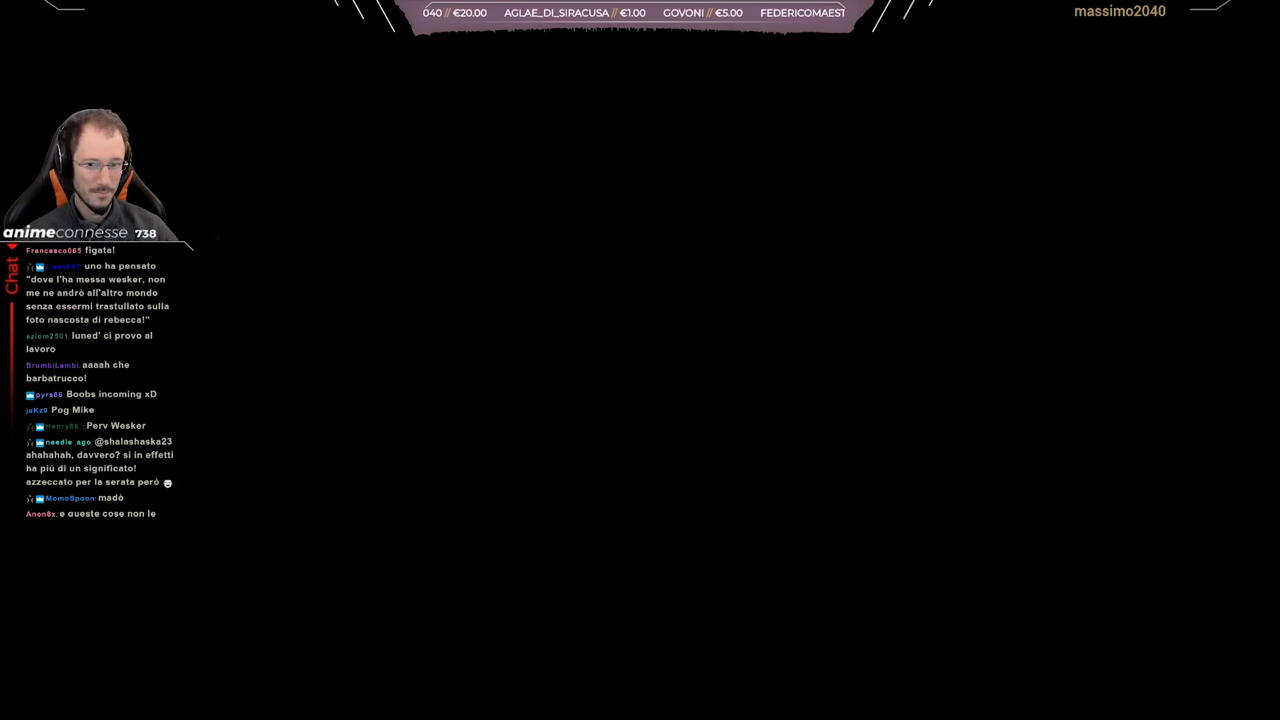 040 // €20.00 AGLAE_DI_SIRACUSA // €1.00 GOVONI // €5.00 FEDERICOMAEST
massimo2040
animeconnesse 738
Chat
Francesco065 figata!
uno ha pensato
"dove l'ha messa wesker, non
me ne andrò all'altro mondo
senza essermi trastullato sulla
foto nascosta di rebecca!"
aziom2501: luned' ci provo al
lavoro
BrumbiLambi: aaaah che
barbatrucco!
pyrs86 Boobs incoming xD
jaKz9 Pog Mike
Henry86_: Perv Wesker
needle_ago: @shalashaska23
ahahahah, davvero? si in effetti
ha più di un significato!
azzeccato per la serata peró
MomoSpoon: madò
Anon8x: e queste cose non le